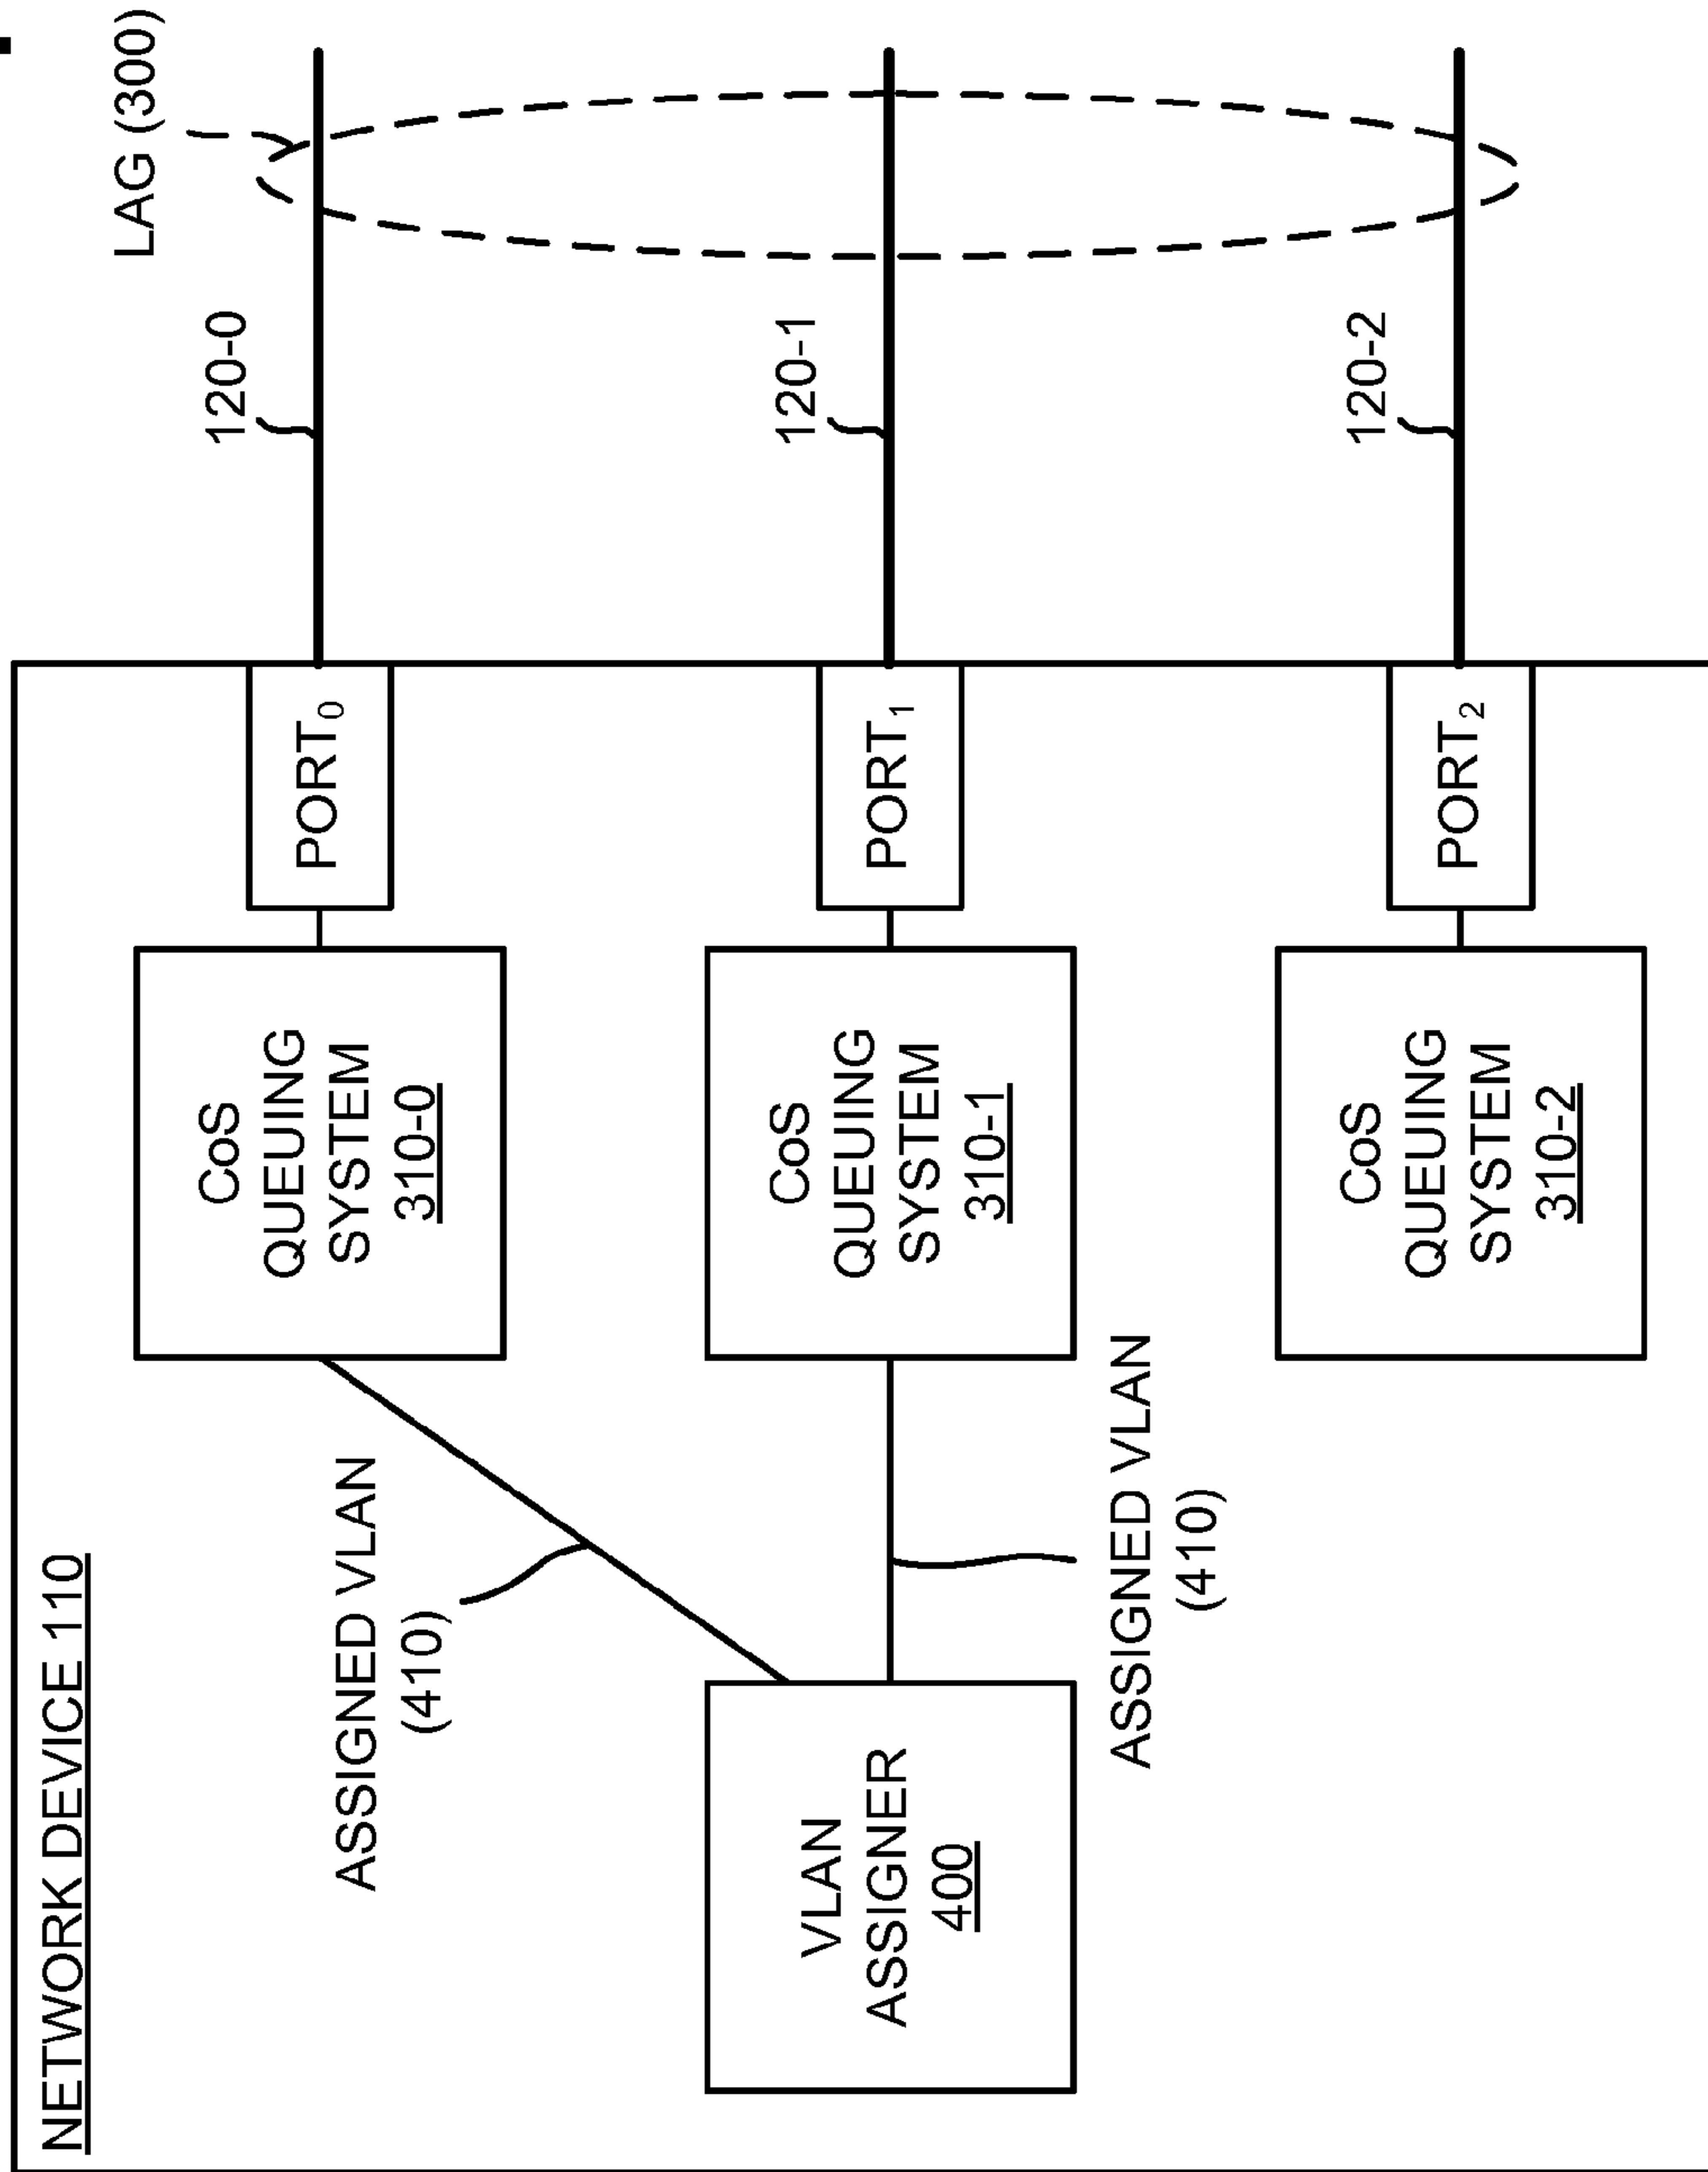 NETWORK DEVICE 110
VLAN
ASSIGNER
400
ASSIGNED VLAN
(410)
ASSIGNED VLAN
(410)
CoS
QUEUING
SYSTEM
310-0
CoS
QUEUING
SYSTEM
310-1
CoS
QUEUING
SYSTEM
310-2
PORT0
PORT1
PORT2
120-0
120-1
120-2
LAG (300)